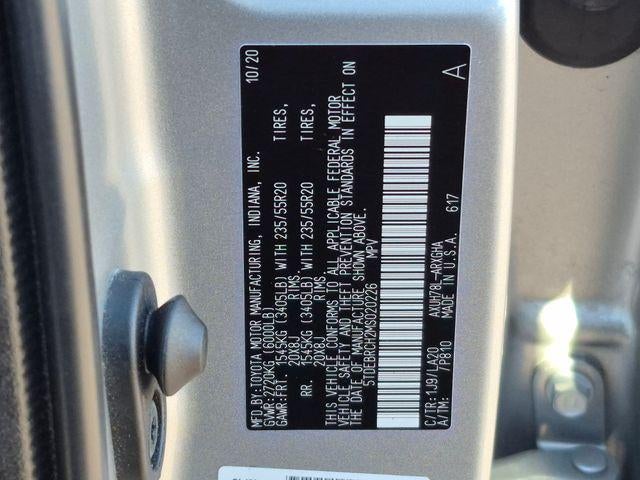 MFD.BY:TOYOTA MOTOR MANUFACTURING, INDIANA, INC. 10/20
GVWR:2720KG (6000LB)
GAWR:FRT. 1545KG (3405LB) WITH 235/55R20 TIRES,
20X8J RIMS,
RR. 1545KG (3405LB) WITH 235/55R20 TIRES,
20X8J RIMS,
THIS VEHICLE CONFORMS TO ALL APPLICABLE FEDERAL MOTOR
VEHICLE SAFETY AND THEFT PREVENTION STANDARDS IN EFFECT ON
THE DATE OF MANUFACTURE SHOWN ABOVE.
5TDEBRCH2MS020226 MPV
A
C/TR:1J9/LA20 AXUH78L-ARXGMA
A/TM: /P810 MADE IN U.S.A. 617